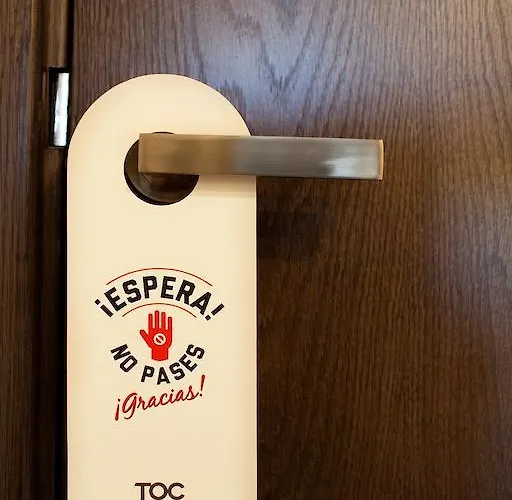 ¡ESPERA!
NO PASES
¡Gracias!
TOC